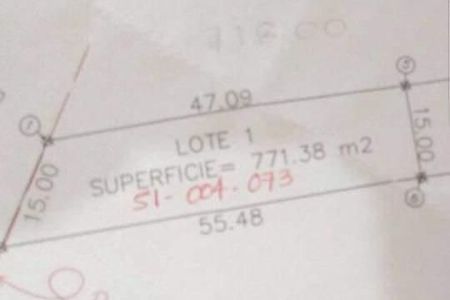 47.09
LOTE 1
SUPERFICIE= 771.38 m2
51-004-073
15.00
15.00
55.48